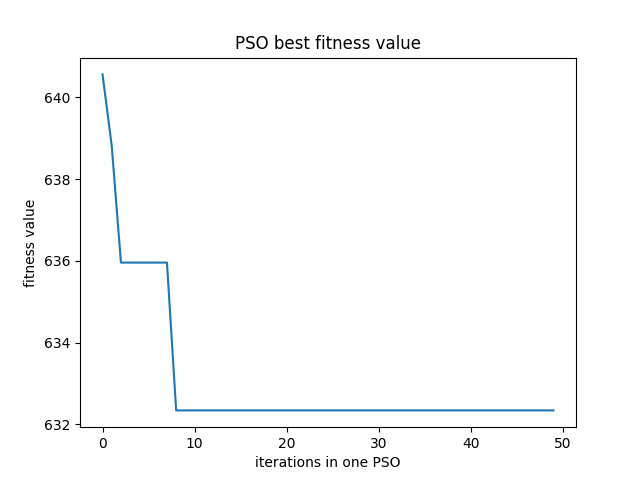 PSO best fitness value
640
638
636
634
632
fitness value
0 10 20 30 40 50
iterations in one PSO